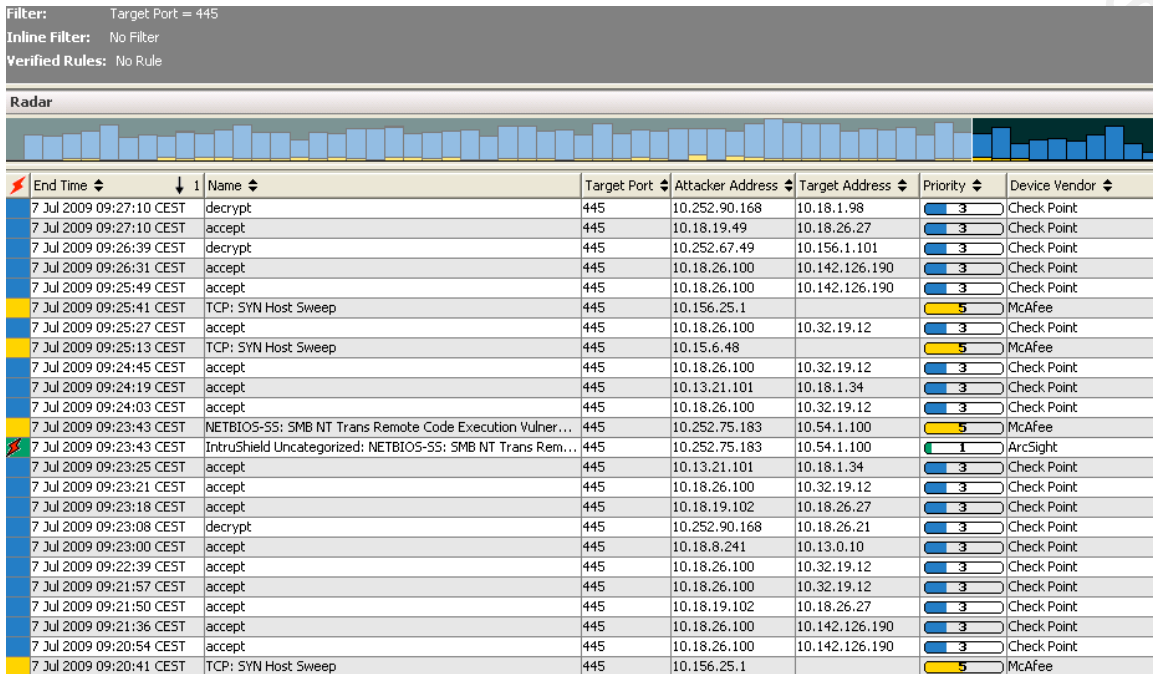 Filter: Target Port = 445
Inline Filter: No Filter
Verified Rules: No Rule
Radar
End Time 1 Name Target Port Attacker Address Target Address Priority Device Vendor
7 Jul 2009 09:27:10 CEST decrypt 445 10.252.90.168 10.18.1.98 3 Check Point
7 Jul 2009 09:27:10 CEST accept 445 10.18.19.49 10.18.26.27 3 Check Point
7 Jul 2009 09:26:39 CEST decrypt 445 10.252.67.49 10.156.1.101 3 Check Point
7 Jul 2009 09:26:31 CEST accept 445 10.18.26.100 10.142.126.190 3 Check Point
7 Jul 2009 09:25:49 CEST accept 445 10.18.26.100 10.142.126.190 3 Check Point
7 Jul 2009 09:25:41 CEST TCP: SYN Host Sweep 445 10.156.25.1 5 McAfee
7 Jul 2009 09:25:27 CEST accept 445 10.18.26.100 10.32.19.12 3 Check Point
7 Jul 2009 09:25:13 CEST TCP: SYN Host Sweep 445 10.15.6.48 5 McAfee
7 Jul 2009 09:24:45 CEST accept 445 10.18.26.100 10.32.19.12 3 Check Point
7 Jul 2009 09:24:19 CEST accept 445 10.13.21.101 10.18.1.34 3 Check Point
7 Jul 2009 09:24:03 CEST accept 445 10.18.26.100 10.32.19.12 3 Check Point
7 Jul 2009 09:23:43 CEST NETBIOS-SS: SMB NT Trans Remote Code Execution Vulner... 445 10.252.75.183 10.54.1.100 5 McAfee
7 Jul 2009 09:23:43 CEST IntruShield Uncategorized: NETBIOS-SS: SMB NT Trans Rem... 445 10.252.75.183 10.54.1.100 1 ArcSight
7 Jul 2009 09:23:25 CEST accept 445 10.13.21.101 10.18.1.34 3 Check Point
7 Jul 2009 09:23:21 CEST accept 445 10.18.26.100 10.32.19.12 3 Check Point
7 Jul 2009 09:23:18 CEST accept 445 10.18.19.102 10.18.26.27 3 Check Point
7 Jul 2009 09:23:08 CEST decrypt 445 10.252.90.168 10.18.26.21 3 Check Point
7 Jul 2009 09:23:00 CEST accept 445 10.18.8.241 10.13.0.10 3 Check Point
7 Jul 2009 09:22:39 CEST accept 445 10.18.26.100 10.32.19.12 3 Check Point
7 Jul 2009 09:21:57 CEST accept 445 10.18.26.100 10.32.19.12 3 Check Point
7 Jul 2009 09:21:50 CEST accept 445 10.18.19.102 10.18.26.27 3 Check Point
7 Jul 2009 09:21:36 CEST accept 445 10.18.26.100 10.142.126.190 3 Check Point
7 Jul 2009 09:20:54 CEST accept 445 10.18.26.100 10.142.126.190 3 Check Point
7 Jul 2009 09:20:41 CEST TCP: SYN Host Sweep 445 10.156.25.1 5 McAfee